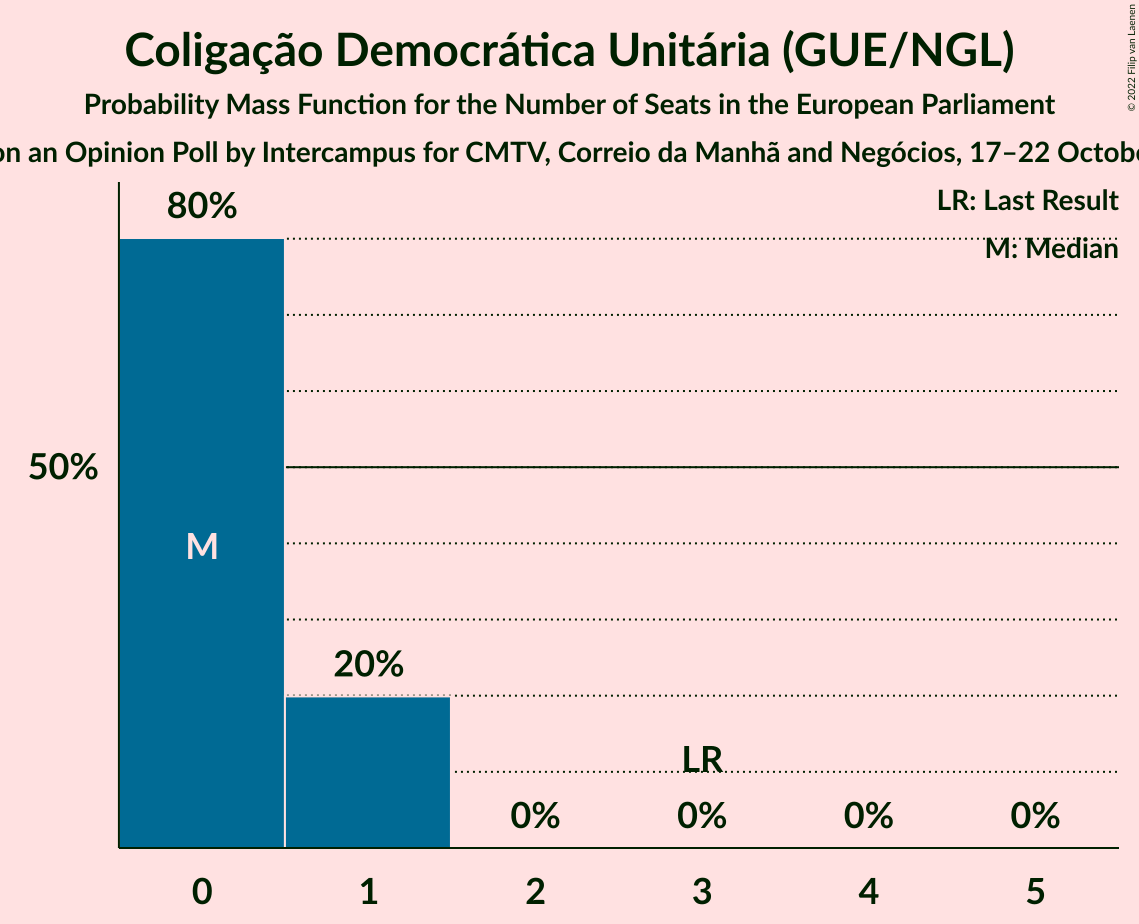 Coligação Democrática Unitária (GUE/NGL)
Probability Mass Function for the Number of Seats in the European Parliament
on an Opinion Poll by Intercampus for CMTV, Correio da Manhã and Negócios, 17–22
© 2022 Filip van Laenen
LR: Last Result
M: Median
80%
50%
M
20%
LR
0% 0% 0% 0%
0 1 2 3 4 5